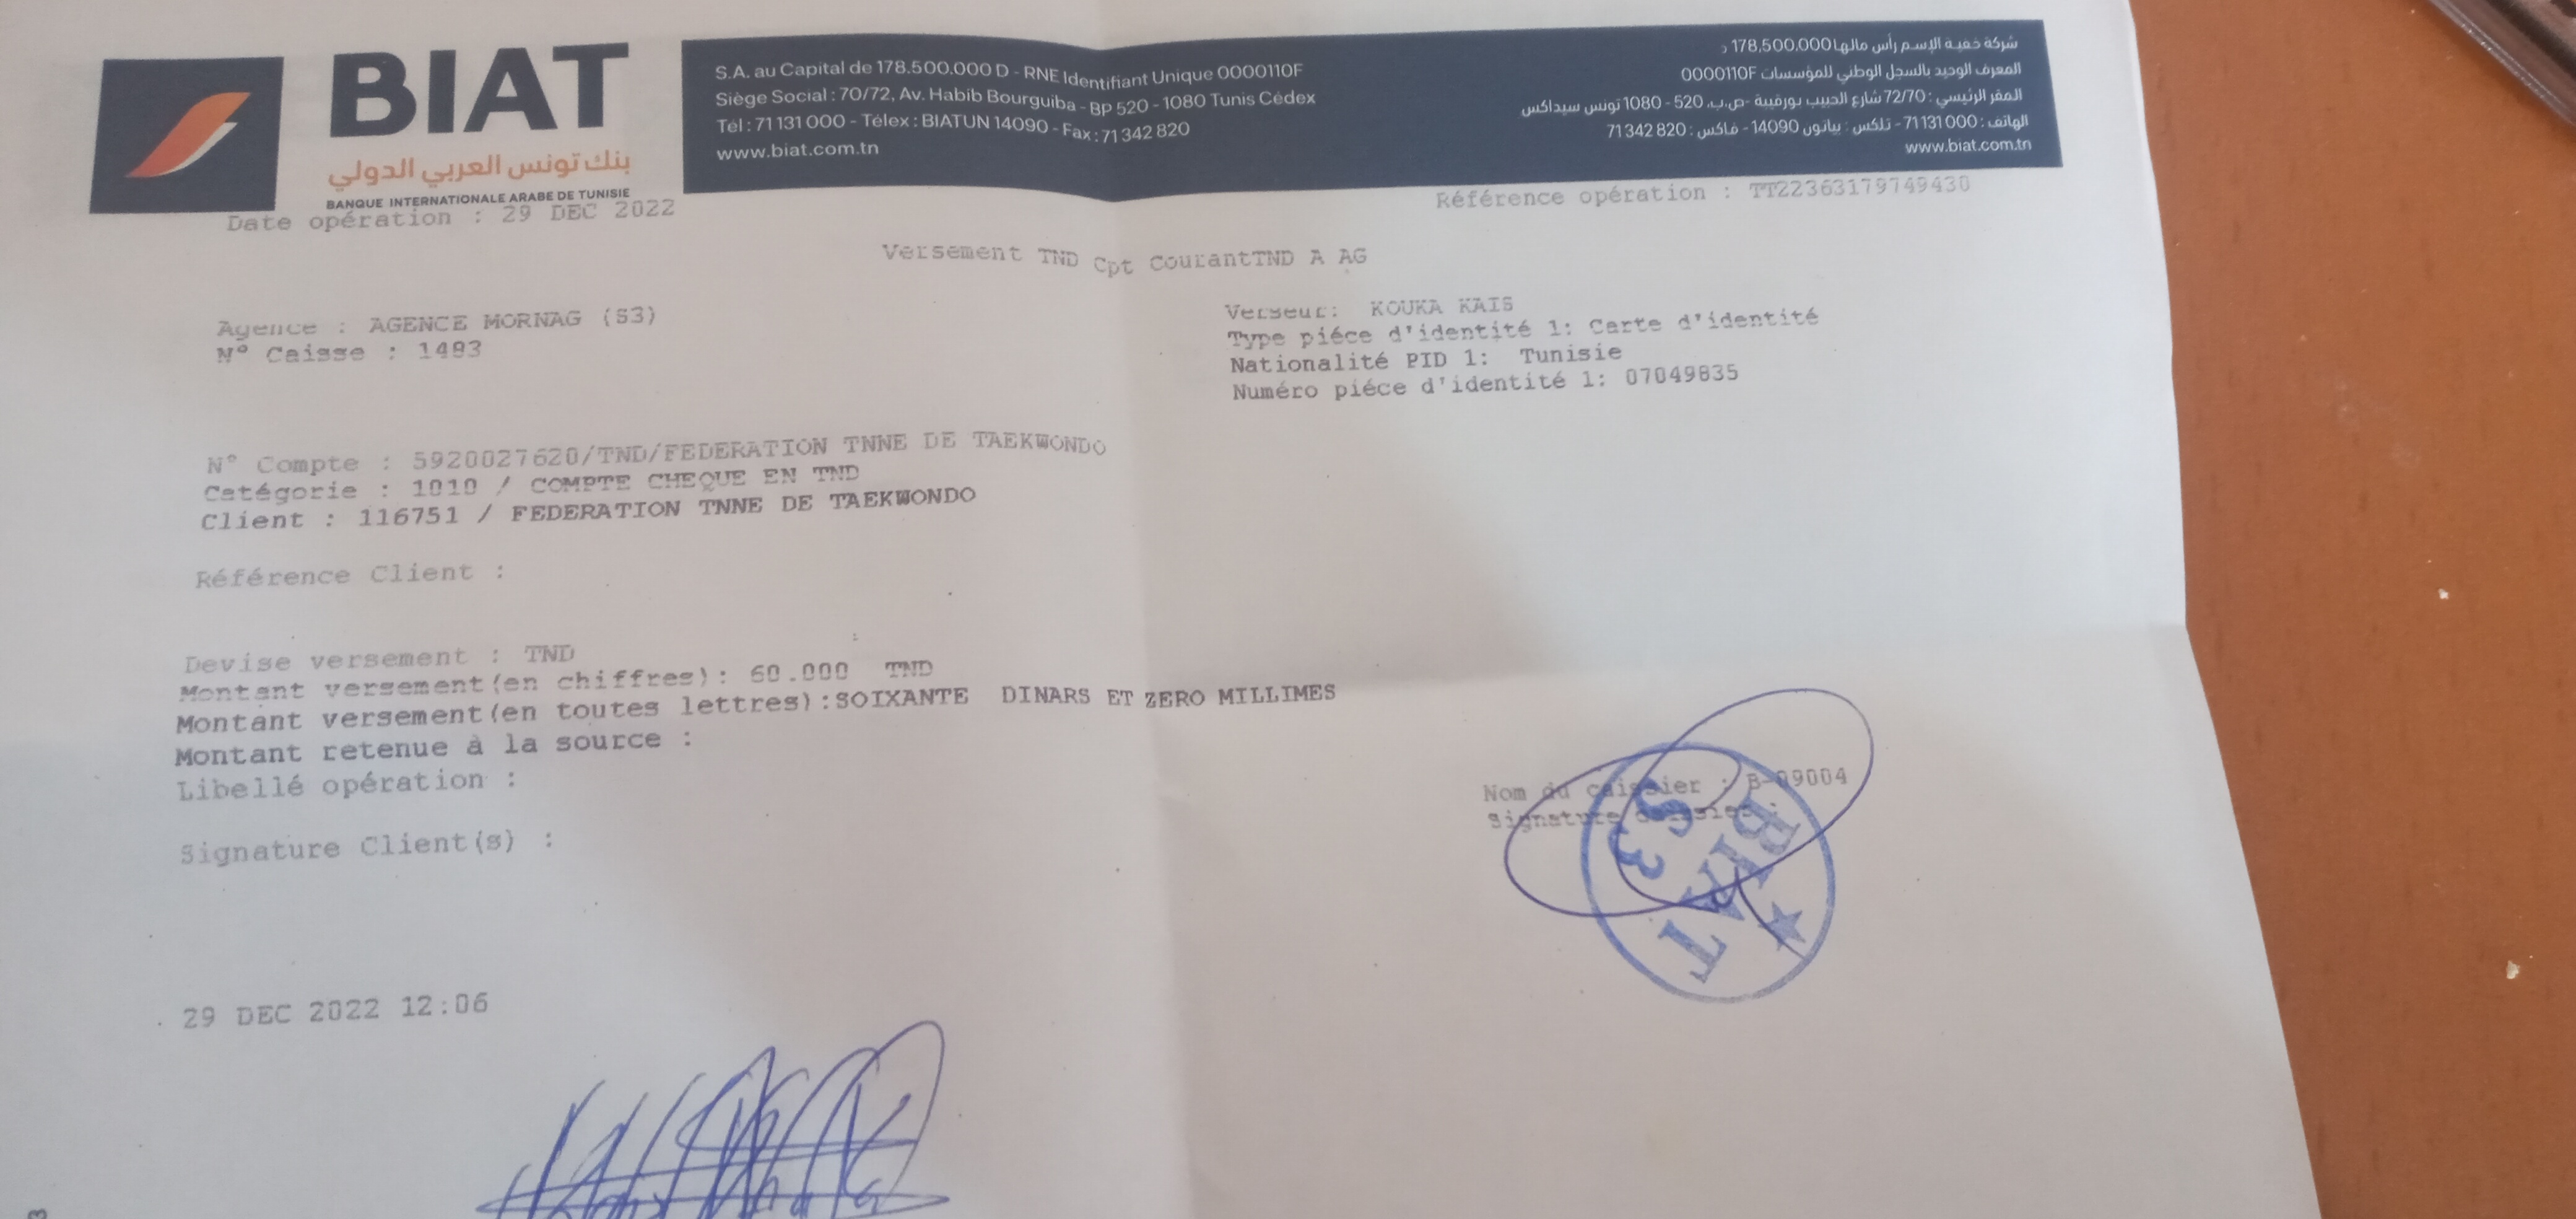 BIAT
بنك تونس العربي الدولي
BANQUE INTERNATIONALE ARABE DE TUNISIE
S.A. au Capital de 178.500.000 D - RNE Identifiant Unique 0000110F
Siège Social : 70/72, Av. Habib Bourguiba - BP 520 - 1080 Tunis Cédex
Tél : 71 131 000 - Télex : BIATUN 14090 - Fax : 71 342 820
www.biat.com.tn
شركة خفية الإسم رأس مالها 178.500.000 د
المعرف الوحيد بالسجل الوطني للمؤسسات 0000110F
المقر الرئيسي : 72/70 شارع الحبيب بورقيبة -ص.ب. 520 - 1080 تونس سيداكس
الهاتف : 71 131 000 - تلكس : بياتون 14090 - فاكس : 71 342 820
www.biat.com.tn
Date opération : 29 DEC 2022
Référence opération : TT22363179749430
Versement TND Cpt CourantTND A AG
Agence : AGENCE MORNAG (S3)
N° Caisse : 1493
Verseur: KOUKA KAIS
Type piéce d'identité 1: Carte d'identité
Nationalité PID 1: Tunisie
Numéro piéce d'identité 1: 07049835
N° Compte : 5920027620/TND/FEDERATION TNNE DE TAEKWONDO
Catégorie : 1010 / COMPTE CHEQUE EN TND
Client : 116751 / FEDERATION TNNE DE TAEKWONDO
Référence Client :
Devise versement : TND
Montant versement(en chiffres): 60.000 TND
Montant versement(en toutes lettres):SOIXANTE DINARS ET ZERO MILLIMES
Montant retenue à la source :
Libellé opération :
Nom du caissier : B-09004
Signature caissier :
S3
BIAT
Signature Client(s) :
29 DEC 2022 12:06